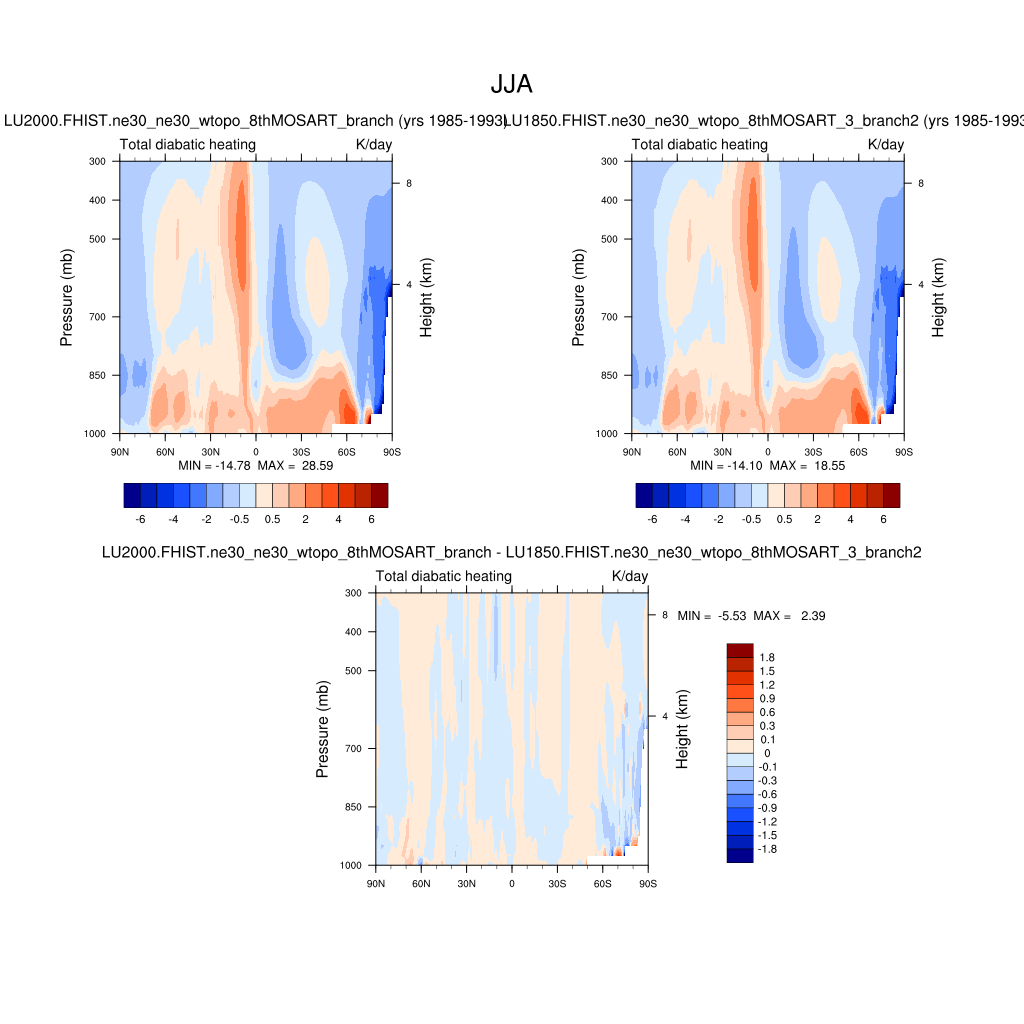 JJA
LU2000.FHIST.ne30_ne30_wtopo_8thMOSART_branch (yrs 1985-1993)
LU1850.FHIST.ne30_ne30_wtopo_8thMOSART_3_branch2 (yrs 1985-1993
Total diabatic heating K/day
Total diabatic heating K/day
300
400
500
700
850
1000
Pressure (mb)
8
4
Height (km)
90N 60N 30N 0 30S 60S 90S
MIN = -14.78 MAX = 28.59
-6 -4 -2 -0.5 0.5 2 4 6
300
400
500
700
850
1000
Pressure (mb)
8
4
Height (km)
90N 60N 30N 0 30S 60S 90S
MIN = -14.10 MAX = 18.55
-6 -4 -2 -0.5 0.5 2 4 6
LU2000.FHIST.ne30_ne30_wtopo_8thMOSART_branch - LU1850.FHIST.ne30_ne30_wtopo_8thMOSART_3_branch2
Total diabatic heating K/day
300
400
500
700
850
1000
Pressure (mb)
8
4
Height (km)
90N 60N 30N 0 30S 60S 90S
MIN = -5.53 MAX = 2.39
1.8
1.5
1.2
0.9
0.6
0.3
0.1
0
-0.1
-0.3
-0.6
-0.9
-1.2
-1.5
-1.8